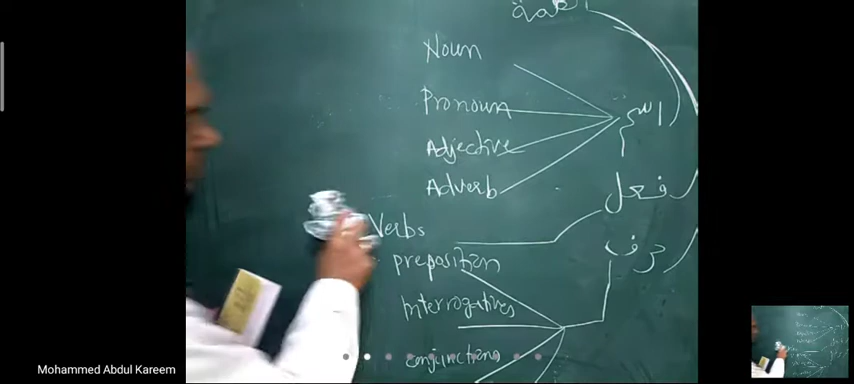 الكلمة
Noun
Pronoun
اسم
Adjective
Adverb
فعل
Verbs
حرف
preposition
Interrogatives
conjunctions
Mohammed Abdul Kareem